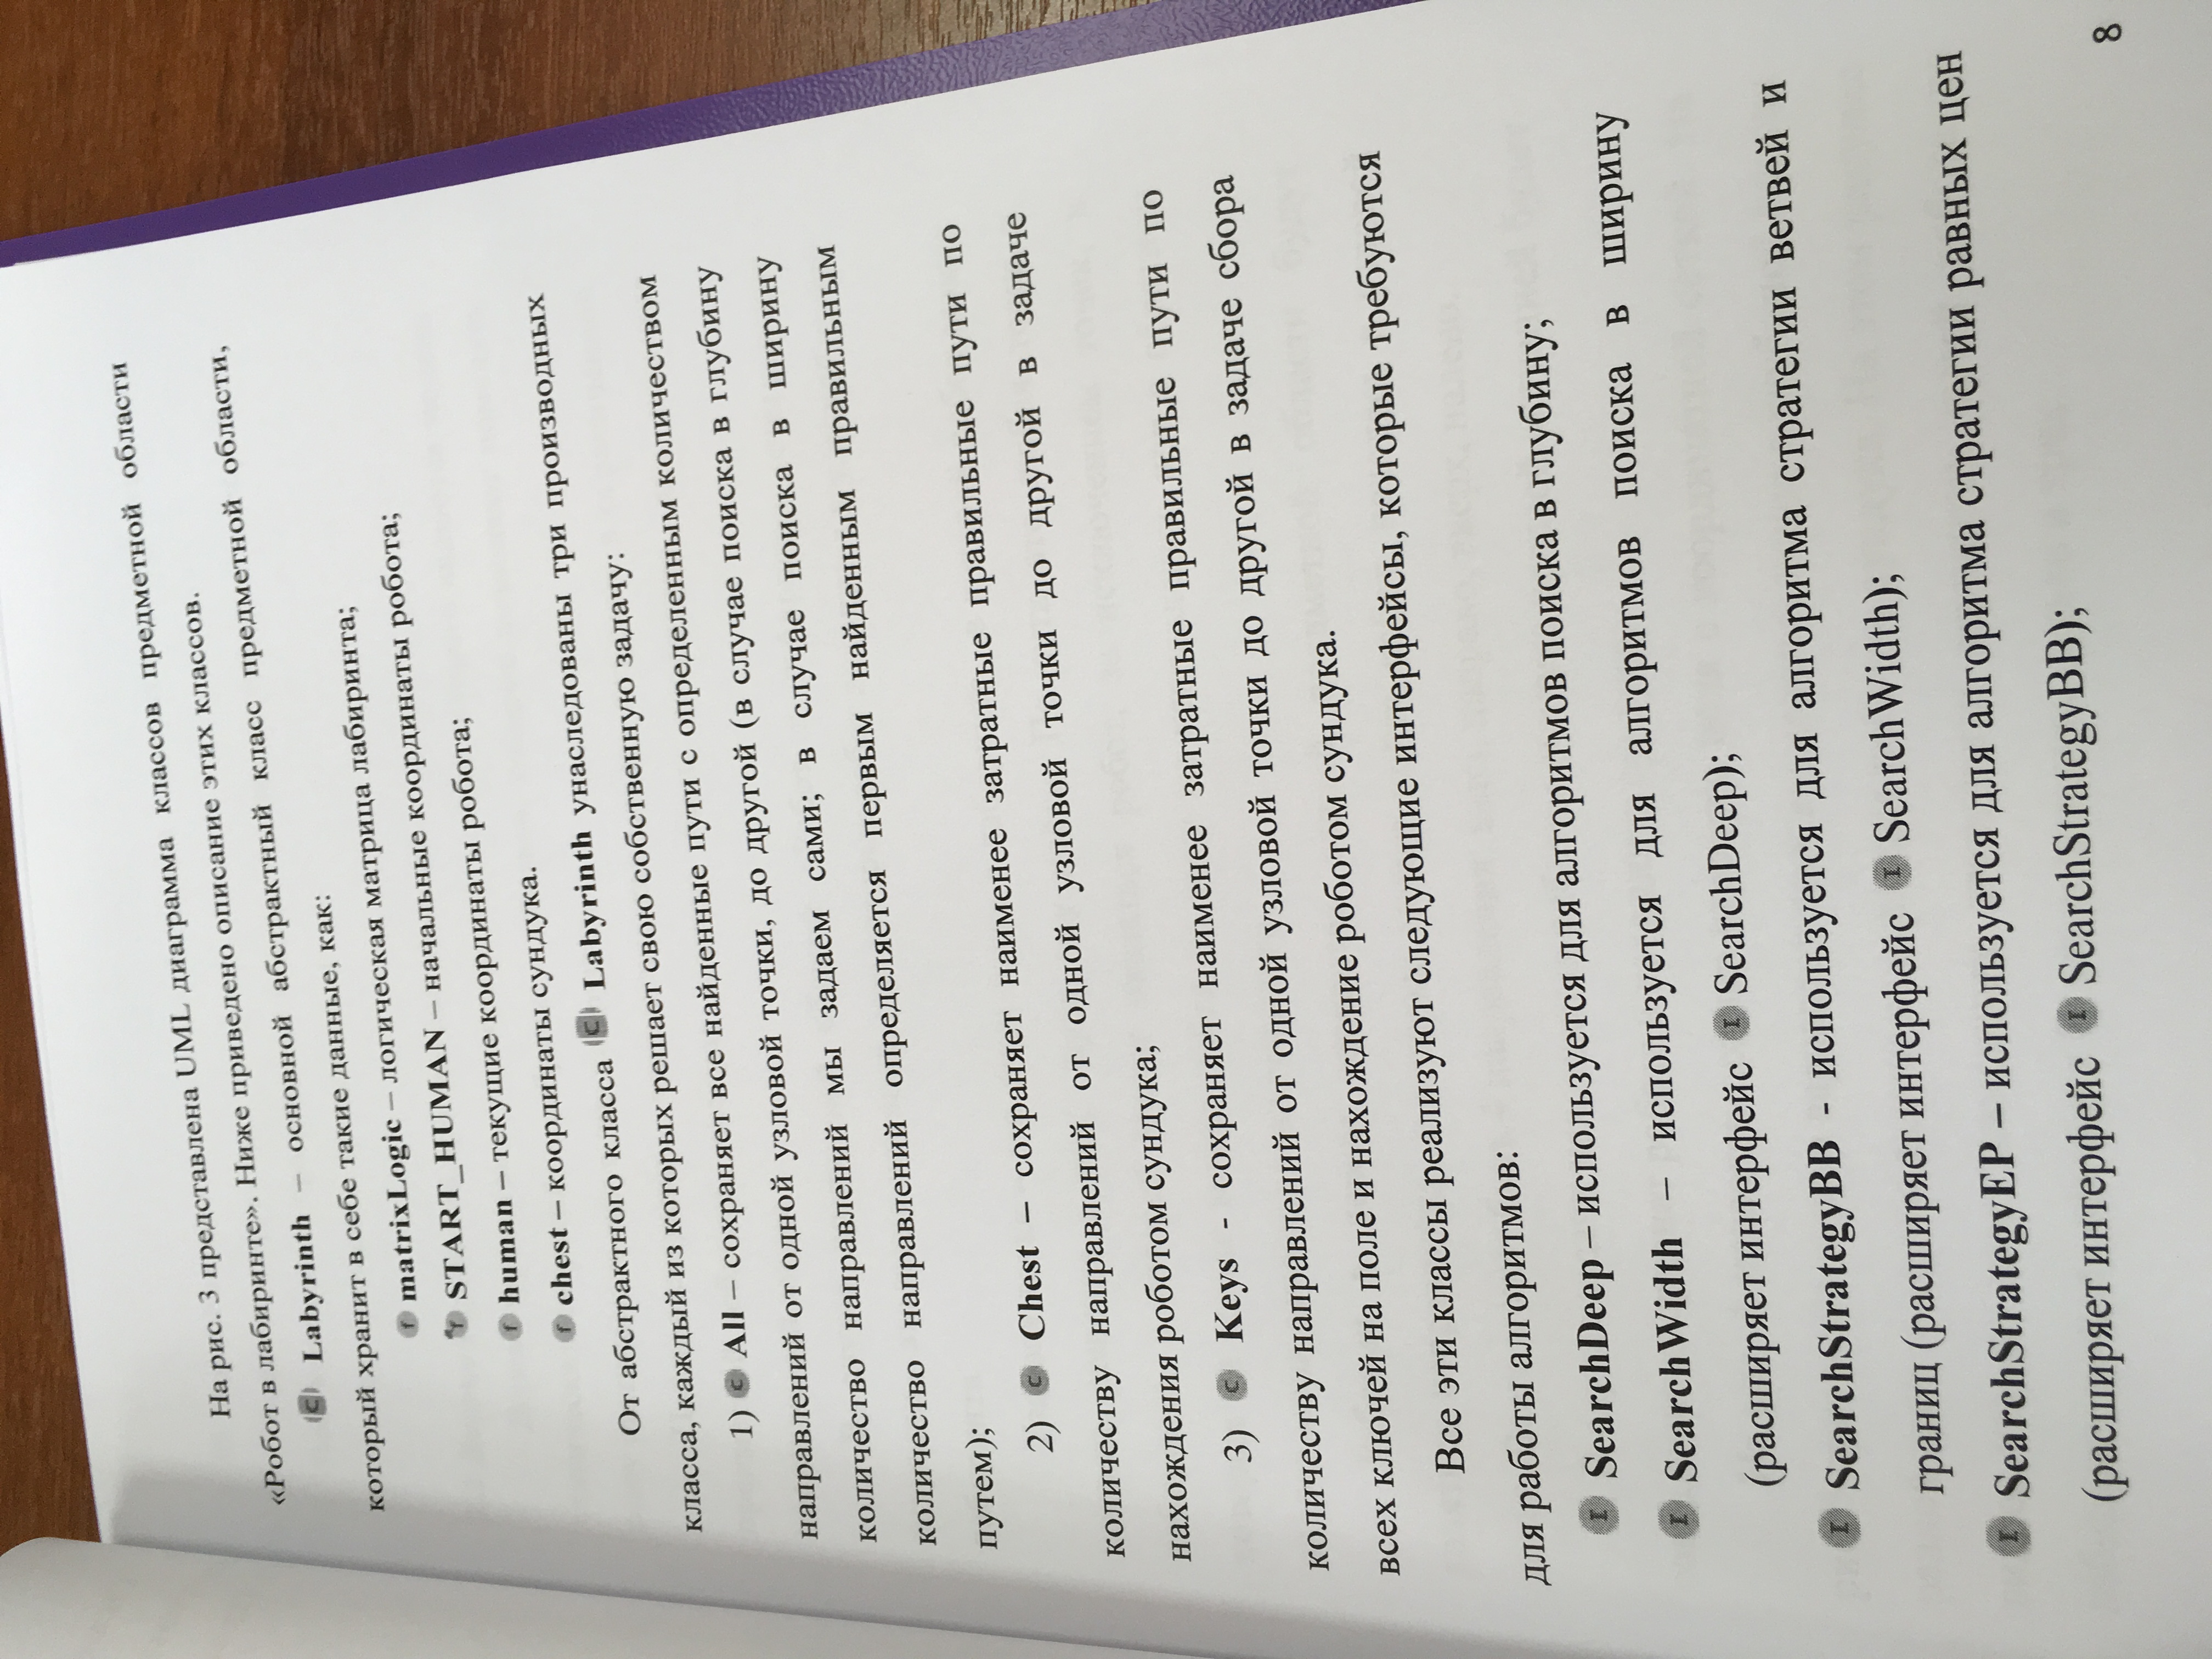 На рис. 3 представлена UML диаграмма классов предметной области
«Робот в лабиринте». Ниже приведено описание этих классов.
C Labyrinth – основной абстрактный класс предметной области,
который хранит в себе такие данные, как:
f matrixLogic – логическая матрица лабиринта;
f START_HUMAN – начальные координаты робота;
f human – текущие координаты робота;
f chest – координаты сундука.
От абстрактного класса C Labyrinth унаследованы три производных
класса, каждый из которых решает свою собственную задачу:
1) C All – сохраняет все найденные пути с определенным количеством
направлений от одной узловой точки, до другой (в случае поиска в глубину
количество направлений мы задаем сами; в случае поиска в ширину
количество направлений определяется первым найденным правильным
путем);
2) C Chest – сохраняет наименее затратные правильные пути по
количеству направлений от одной узловой точки до другой в задаче
нахождения роботом сундука;
3) C Keys - сохраняет наименее затратные правильные пути по
количеству направлений от одной узловой точки до другой в задаче сбора
всех ключей на поле и нахождение роботом сундука.
Все эти классы реализуют следующие интерфейсы, которые требуются
для работы алгоритмов:
I SearchDeep – используется для алгоритмов поиска в глубину;
I SearchWidth – используется для алгоритмов поиска в ширину
(расширяет интерфейс I SearchDeep);
I SearchStrategyBB - используется для алгоритма стратегии ветвей и
границ (расширяет интерфейс I SearchWidth);
I SearchStrategyEP – используется для алгоритма стратегии равных цен
(расширяет интерфейс I SearchStrategyBB);
8